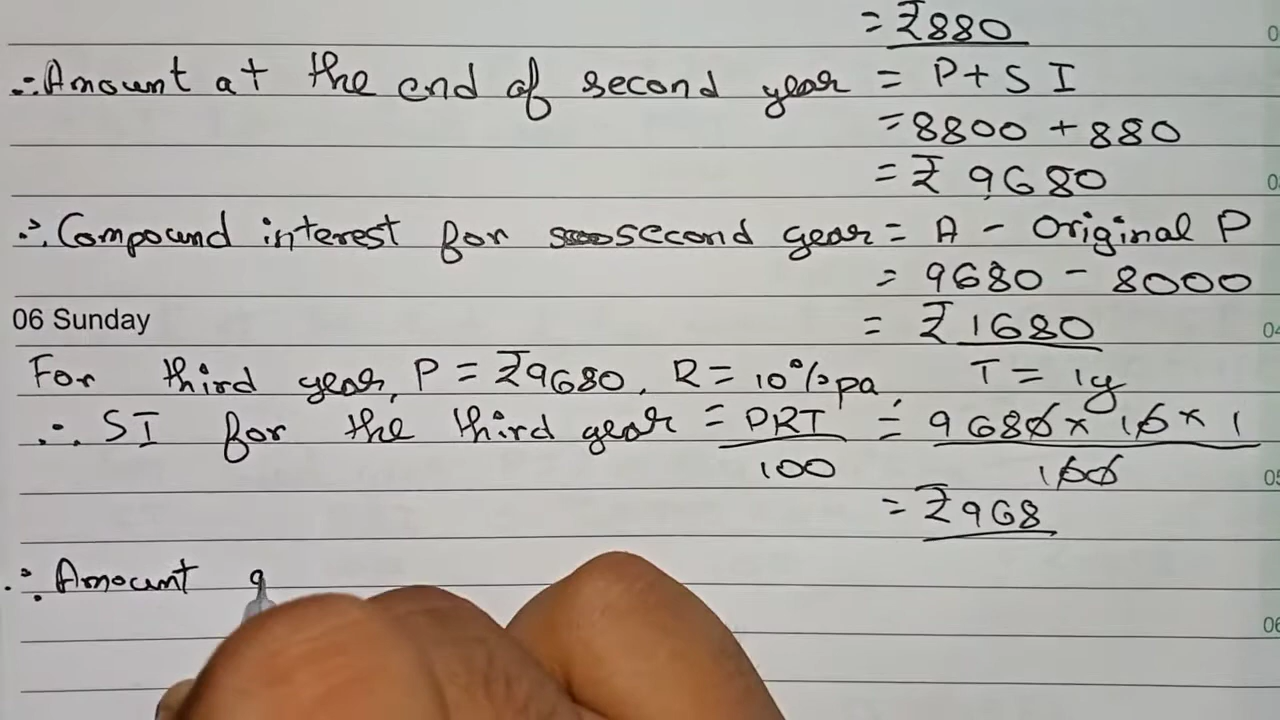 = ₹880
∴ Amount at the end of second year = P + S I
= 8800 + 880
= ₹ 9680
∴ Compound interest for second year = A - Original P
= 9680 - 8000
06 Sunday
= ₹ 1680
For third year, P = ₹9680, R = 10% pa, T = 1y
∴ SI for the third year = PRT/100 = 9680 × 10 × 1/100
= ₹968
∴ Amount a